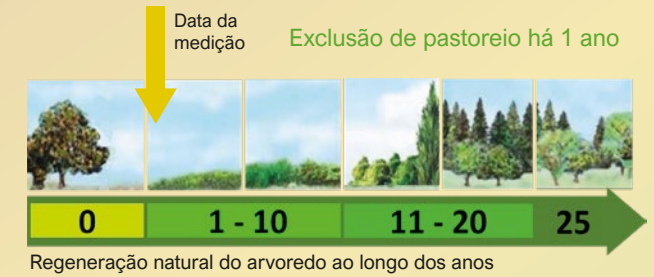 Data da
medição
Exclusão de pastoreio há 1 ano
0
1 - 10
11 - 20
25
Regeneração natural do arvoredo ao longo dos anos